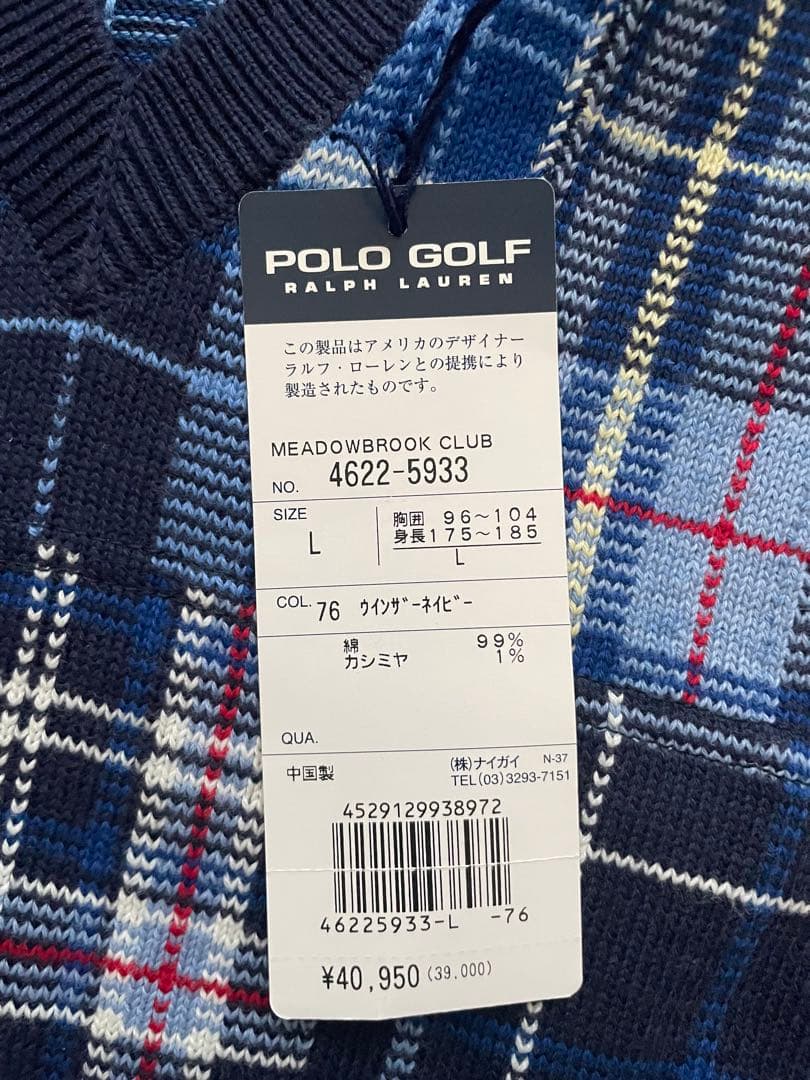 POLO GOLF
RALPH LAUREN
この製品はアメリカのデザイナー
ラルフ・ローレンとの提携により
製造されたものです。
MEADOWBROOK CLUB
NO. 4622-5933
SIZE
L
胸囲 96~104
身長175~185
L
COL. 76 ウインザーネイビー
綿 99%
カシミヤ 1%
QUA.
中国製
(株)ナイガイ N-37
TEL(03)3293-7151
4529129938972
46225933-L -76
¥40,950 (39.000)